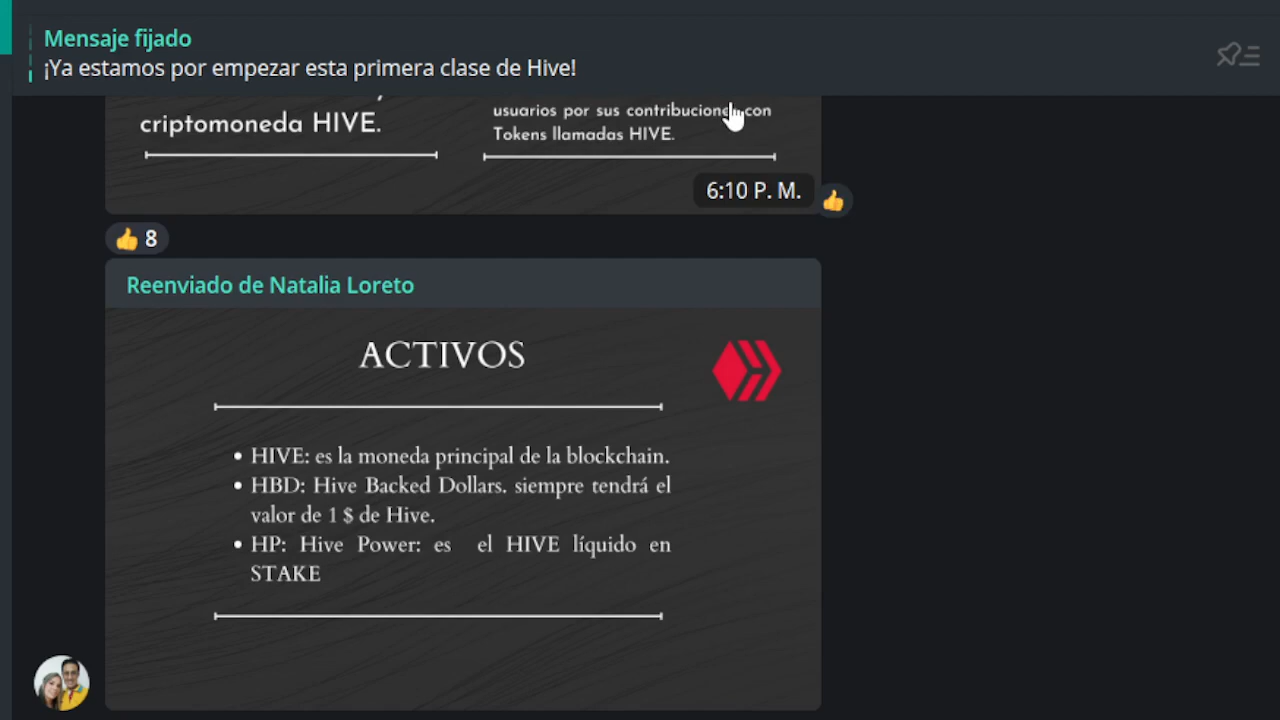 Mensaje fijado
¡Ya estamos por empezar esta primera clase de Hive!
criptomoneda HIVE.
usuarios por sus contribuciones con
Tokens llamadas HIVE.
6:10 P. M.
8
Reenviado de Natalia Loreto
ACTIVOS
• HIVE: es la moneda principal de la blockchain.
• HBD: Hive Backed Dollars. siempre tendrá el
valor de 1 $ de Hive.
• HP: Hive Power: es el HIVE líquido en
STAKE